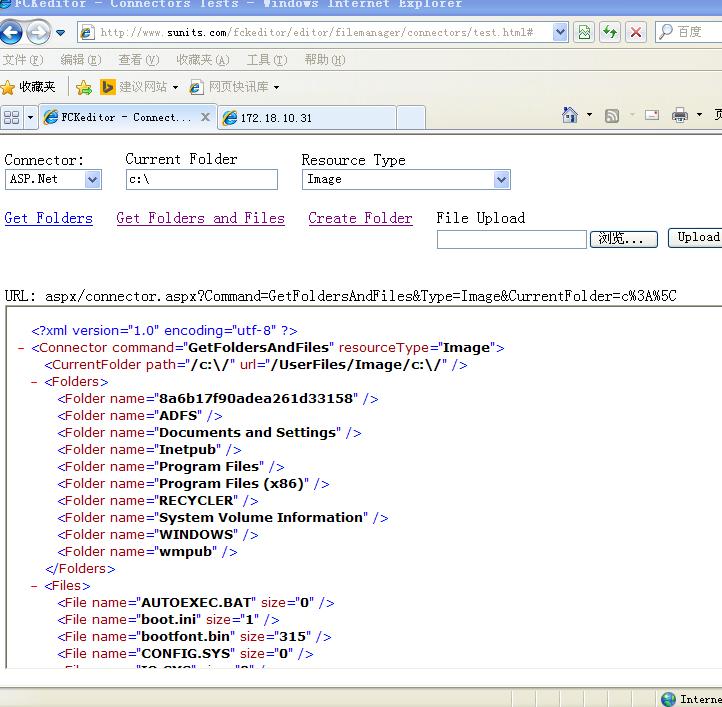 FCKeditor - Connectors Tests - Windows Internet Explorer
http://www.sunits.com/fckeditor/editor/filemanager/connectors/test.html#
百度
文件(F) 编辑(E) 查看(V) 收藏夹(A) 工具(T) 帮助(H)
收藏夹 建议网站 网页快讯库
FCKeditor - Connect... 172.18.10.31
Connector: Current Folder Resource Type
ASP.Net c:\ Image
Get Folders Get Folders and Files Create Folder File Upload
浏览... Upload
URL: aspx/connector.aspx?Command=GetFoldersAndFiles&Type=Image&CurrentFolder=c%3A%5C
<?xml version="1.0" encoding="utf-8" ?>
- <Connector command="GetFoldersAndFiles" resourceType="Image">
<CurrentFolder path="/c:\/" url="/UserFiles/Image/c:\/" />
- <Folders>
<Folder name="8a6b17f90adea261d33158" />
<Folder name="ADFS" />
<Folder name="Documents and Settings" />
<Folder name="Inetpub" />
<Folder name="Program Files" />
<Folder name="Program Files (x86)" />
<Folder name="RECYCLER" />
<Folder name="System Volume Information" />
<Folder name="WINDOWS" />
<Folder name="wmpub" />
</Folders>
- <Files>
<File name="AUTOEXEC.BAT" size="0" />
<File name="boot.ini" size="1" />
<File name="bootfont.bin" size="315" />
<File name="CONFIG.SYS" size="0" />